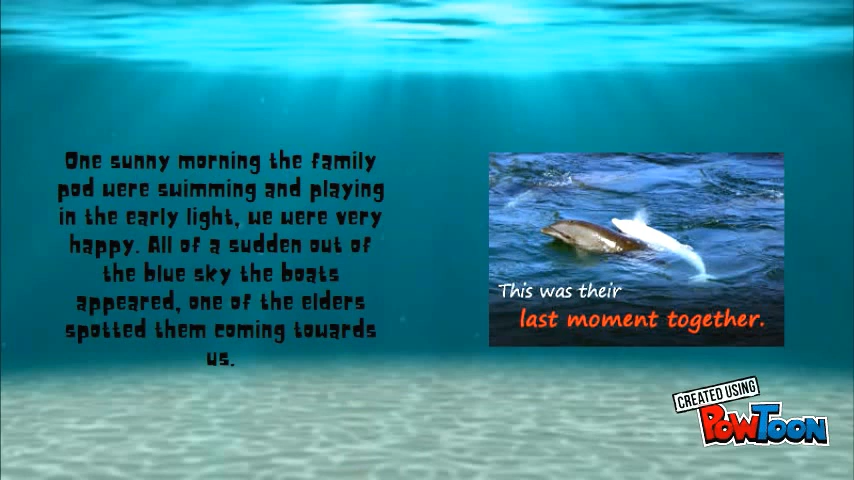 One sunny morning the family
pod were swimming and playing
in the early light, we were very
happy. All of a sudden out of
the blue sky the boats
appeared, one of the elders
spotted them coming towards
us.
This was their
last moment together.
CREATED USING
POWTOON